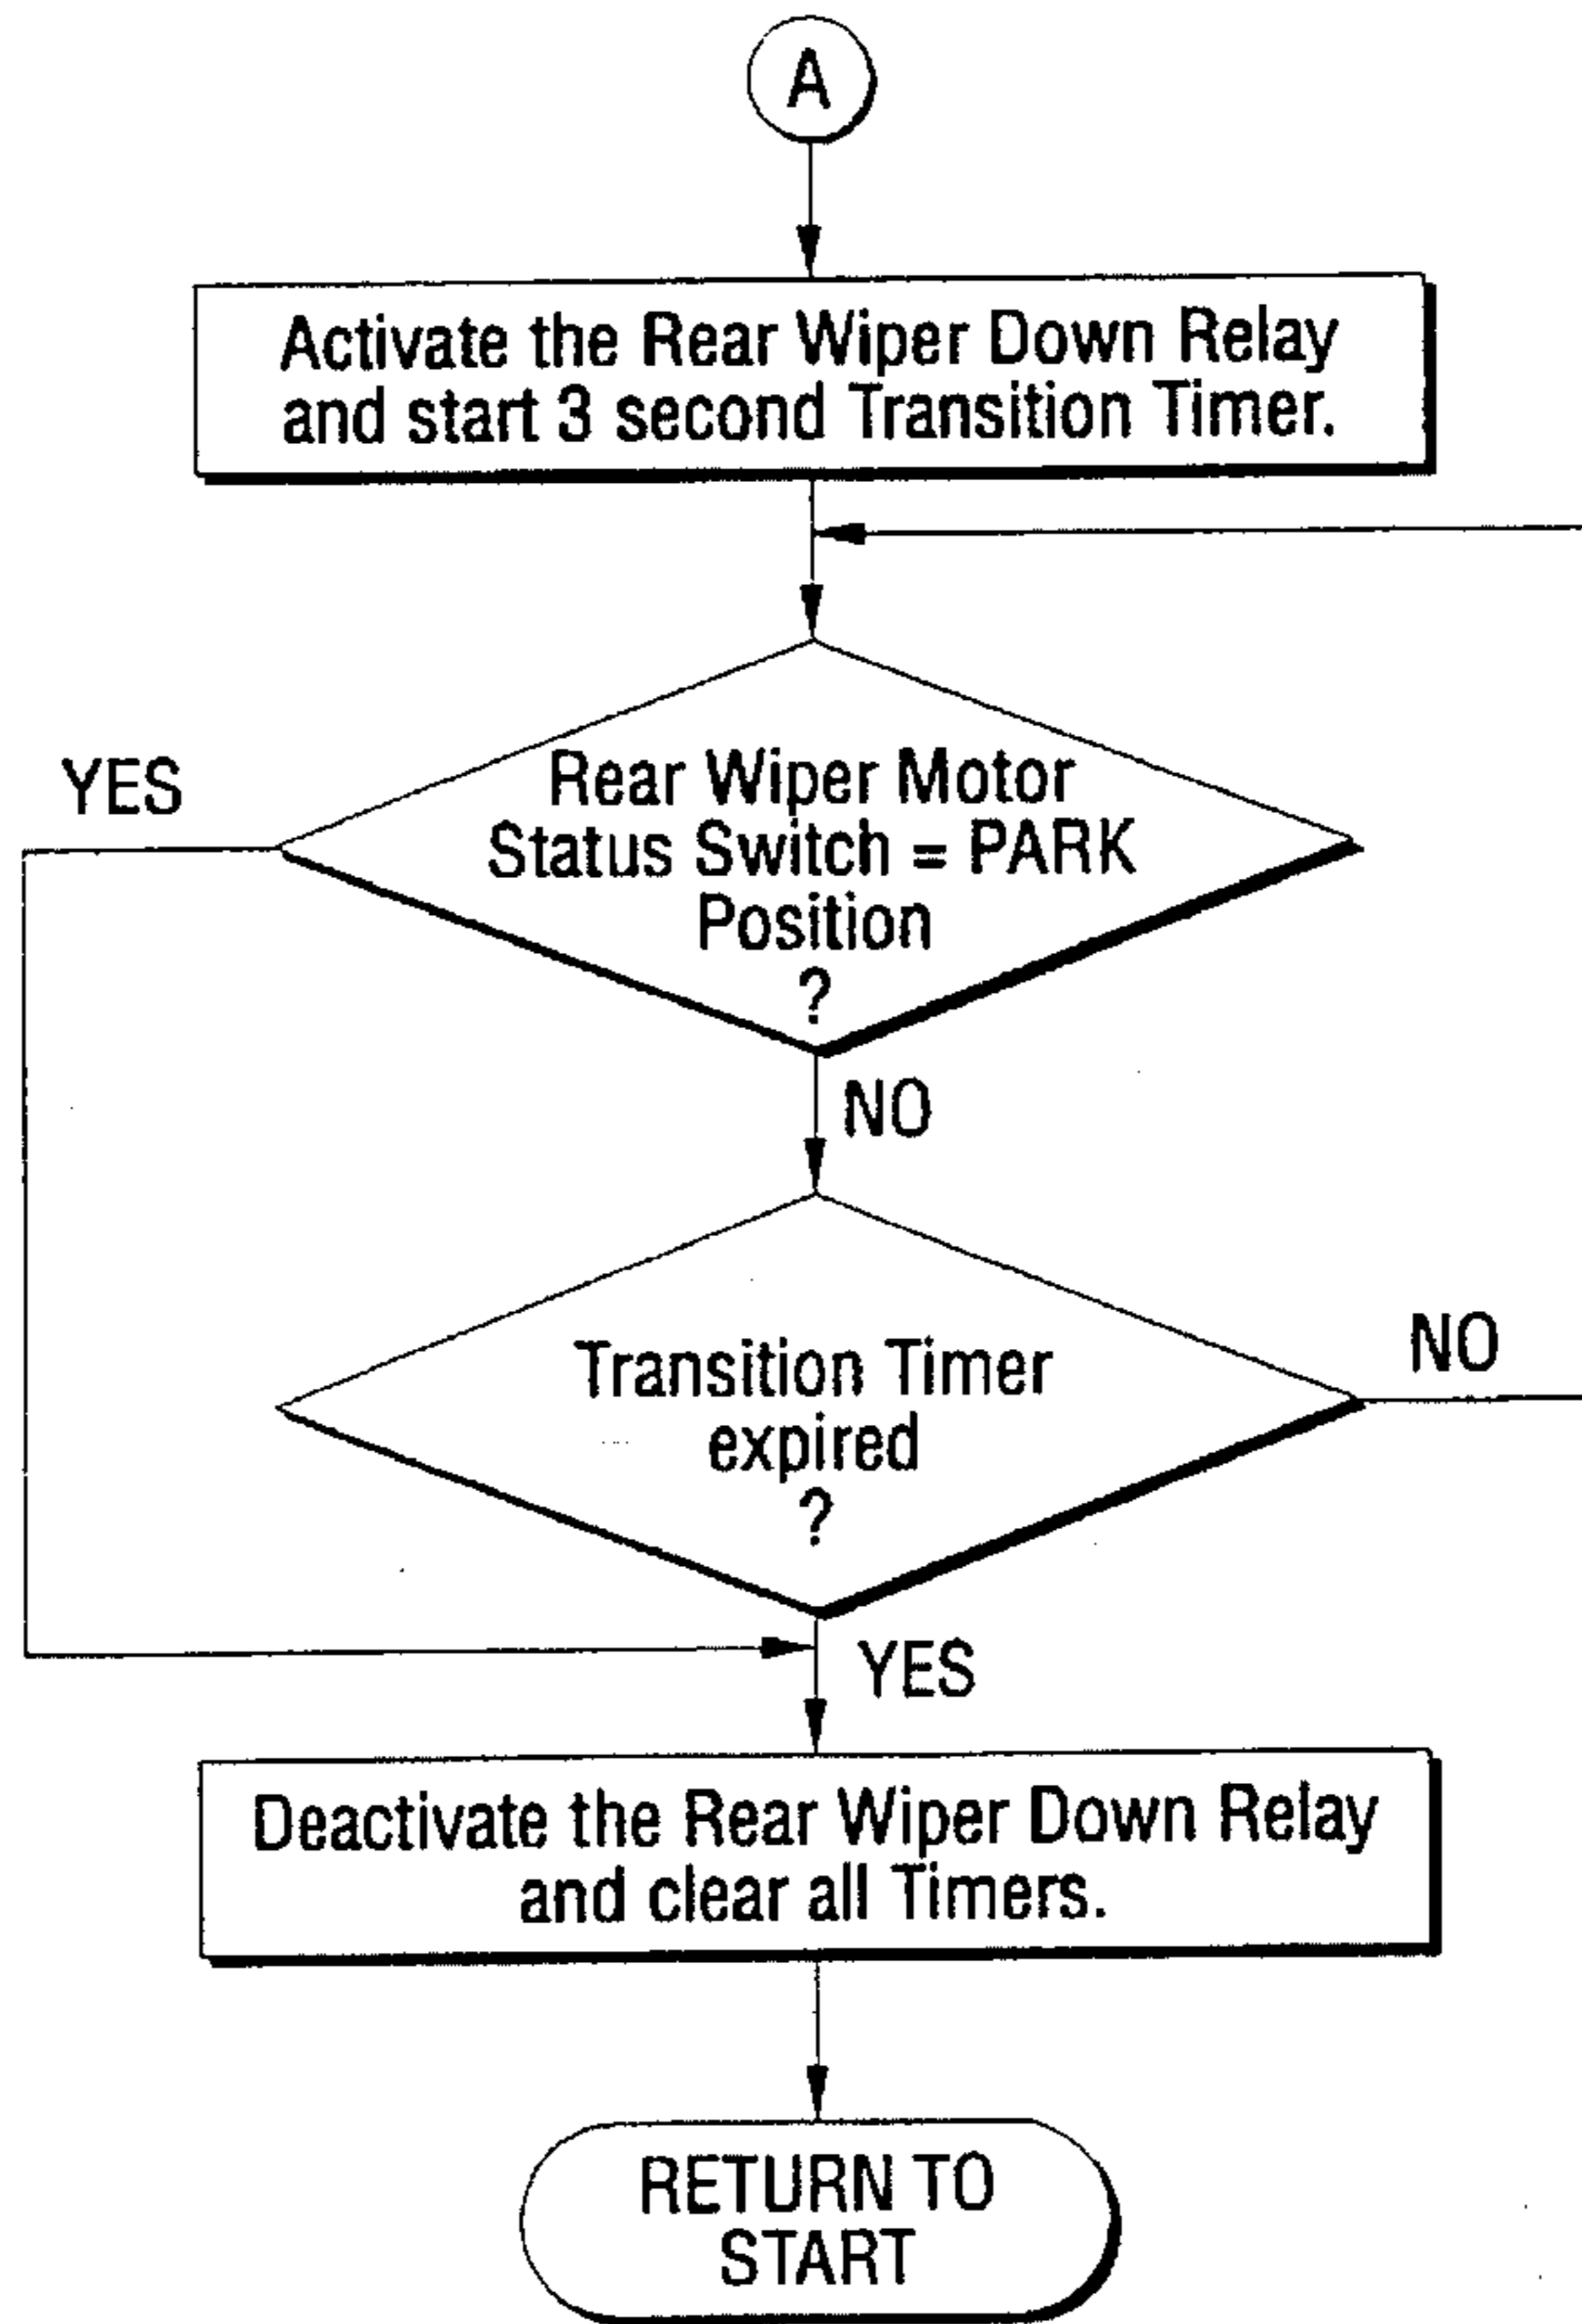 A
Activate the Rear Wiper Down Relay
and start 3 second Transition Timer.
YES
Rear Wiper Motor
Status Switch = PARK
Position
?
NO
Transition Timer
expired
?
NO
YES
Deactivate the Rear Wiper Down Relay
and clear all Timers.
RETURN TO
START